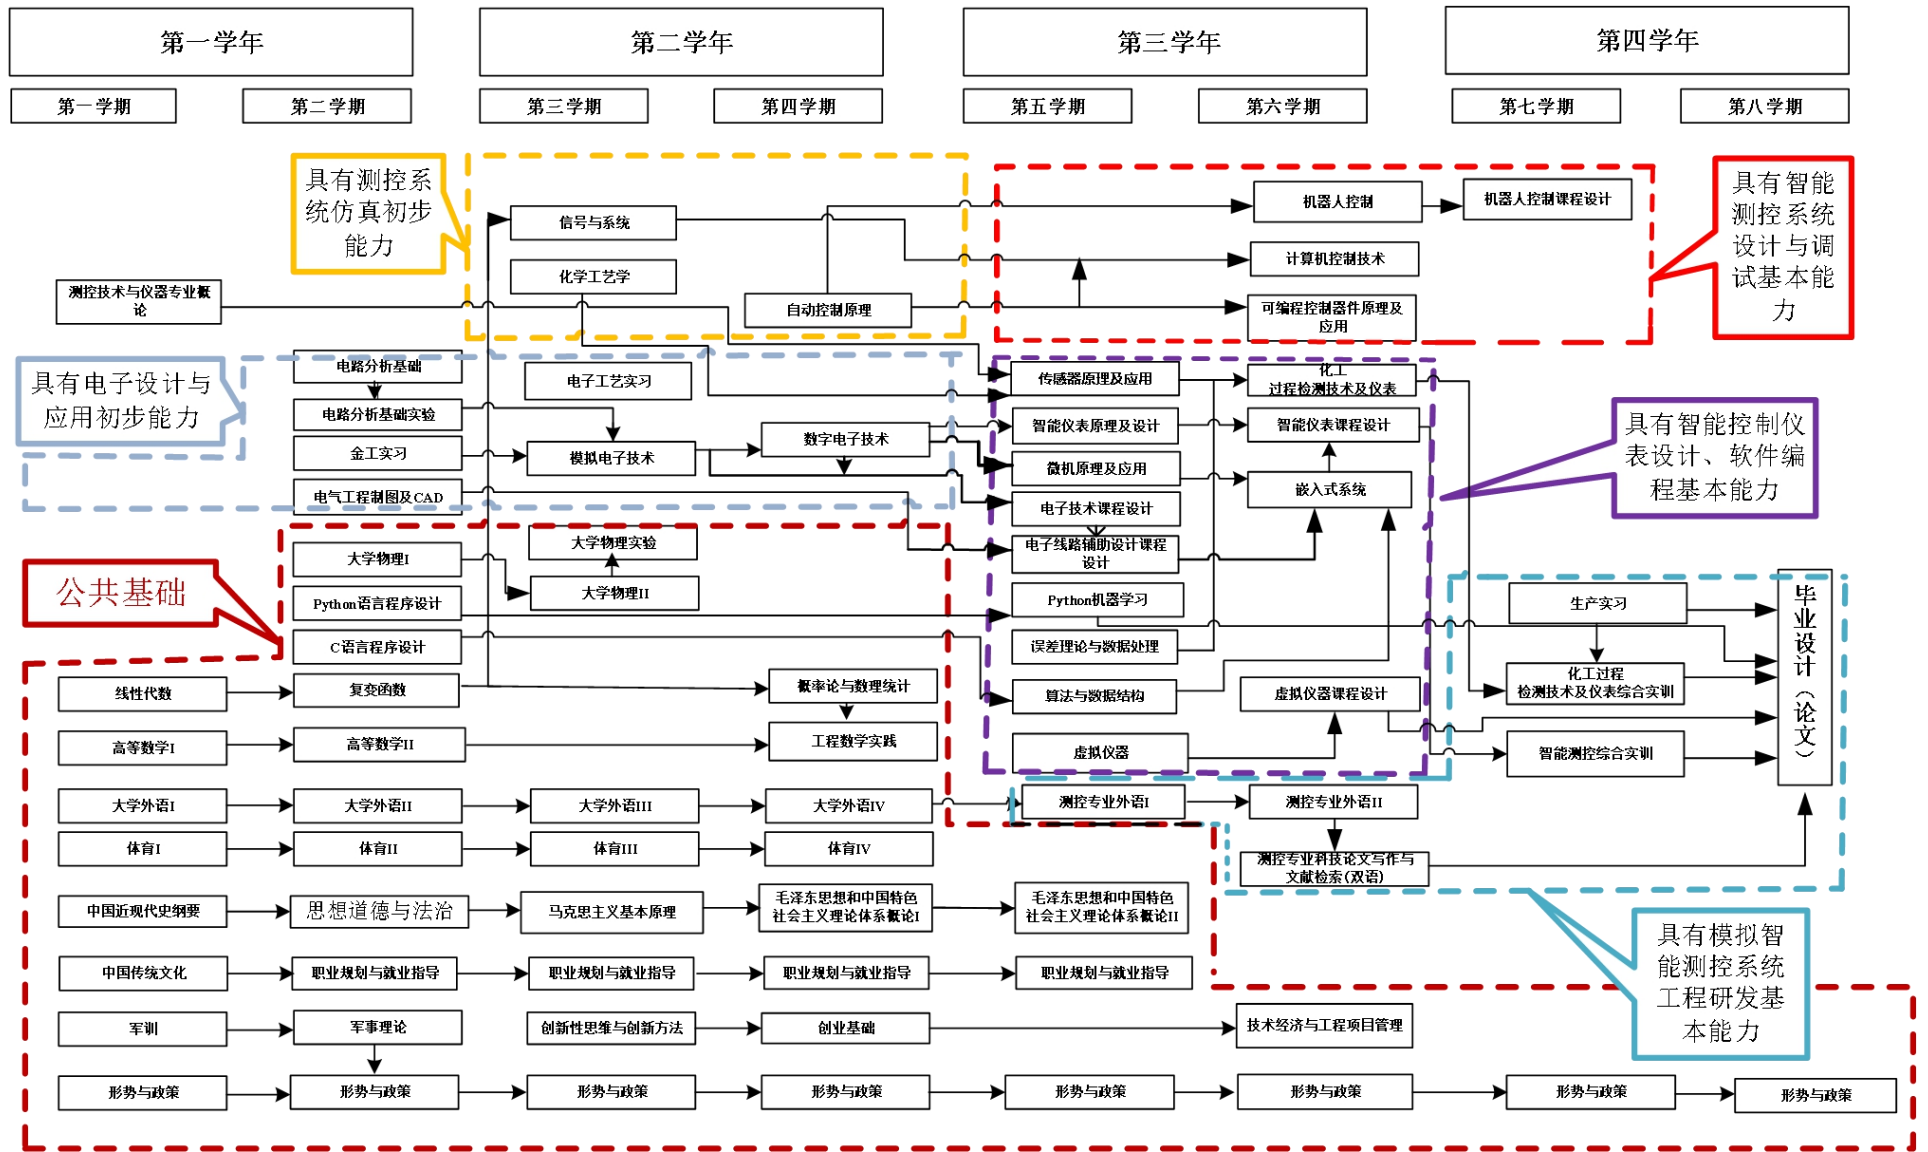 第一学年
第二学年
第三学年
第四学年
第一学期
第二学期
第三学期
第四学期
第五学期
第六学期
第七学期
第八学期
具有测控系
统仿真初步
能力
信号与系统
化学工艺学
自动控制原理
机器人控制
机器人控制课程设计
计算机控制技术
可编程控制器件原理及
应用
具有智能
测控系统
设计与调
试基本能
力
测控技术与仪器专业概
论
具有电子设计与
应用初步能力
电路分析基础
电路分析基础实验
金工实习
电气工程制图及CAD
电子工艺实习
模拟电子技术
数字电子技术
传感器原理及应用
化工
过程检测技术及仪表
智能仪表原理及设计
智能仪表课程设计
微机原理及应用
嵌入式系统
电子技术课程设计
电子线路辅助设计课程
设计
Python机器学习
误差理论与数据处理
算法与数据结构
虚拟仪器课程设计
虚拟仪器
具有智能控制仪
表设计、软件编
程基本能力
公共基础
大学物理I
大学物理实验
大学物理II
Python语言程序设计
C语言程序设计
线性代数
复变函数
概率论与数理统计
高等数学I
高等数学II
工程数学实践
生产实习
化工过程
检测技术及仪表综合实训
智能测控综合实训
毕业设计（论文）
大学外语I
大学外语II
大学外语III
大学外语IV
测控专业外语I
测控专业外语II
体育I
体育II
体育III
体育IV
测控专业科技论文写作与
文献检索(双语)
中国近现代史纲要
思想道德与法治
马克思主义基本原理
毛泽东思想和中国特色
社会主义理论体系概论I
毛泽东思想和中国特色
社会主义理论体系概论II
具有模拟智
能测控系统
工程研发基
本能力
中国传统文化
职业规划与就业指导
职业规划与就业指导
职业规划与就业指导
职业规划与就业指导
军训
军事理论
创新性思维与创新方法
创业基础
技术经济与工程项目管理
形势与政策
形势与政策
形势与政策
形势与政策
形势与政策
形势与政策
形势与政策
形势与政策